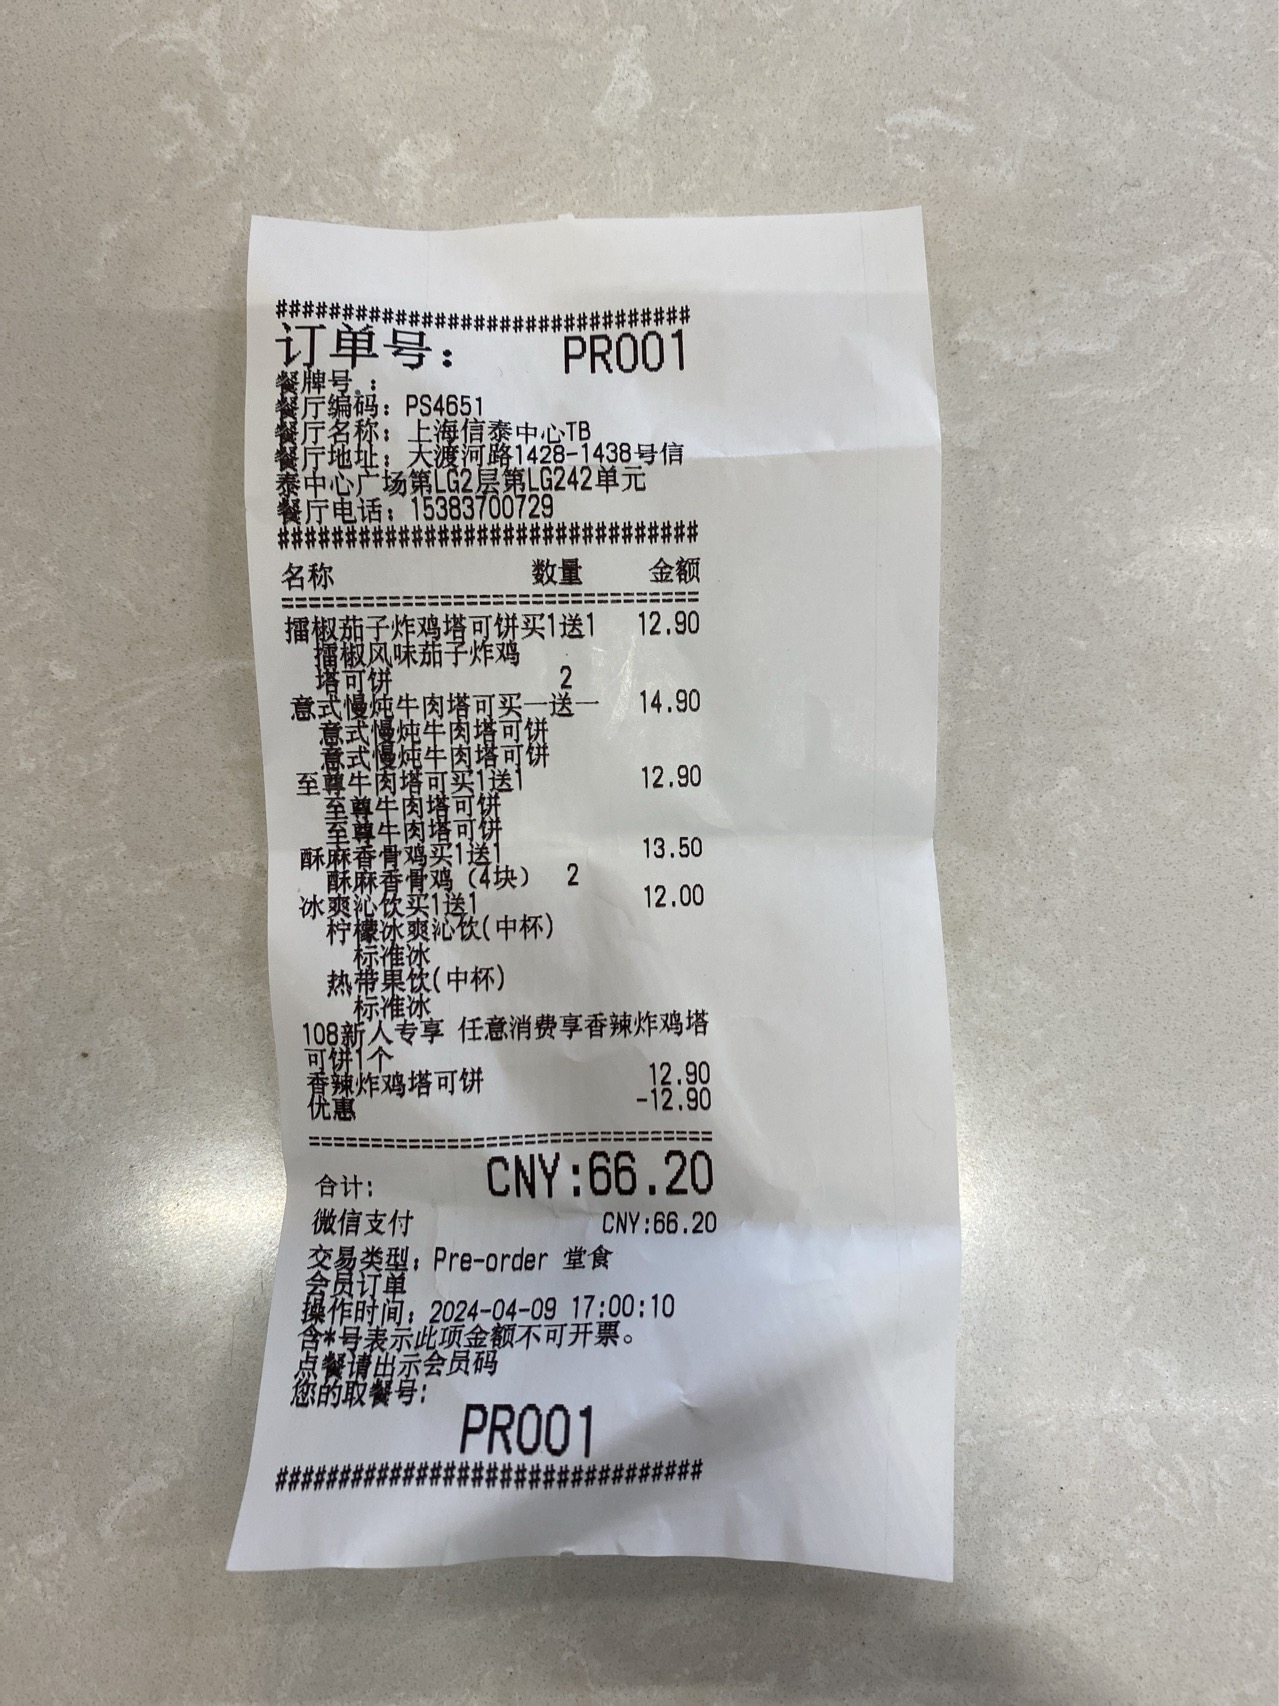 ###############################
订单号： PR001
餐牌号.：
餐厅编码：PS4651
餐厅名称：上海信泰中心TB
餐厅地址：大渡河路1428-1438号信
泰中心广场第LG2层第LG242单元
餐厅电话：15383700729
###############################
名称 数量 金额
================================
擂椒茄子炸鸡塔可饼买1送1 12.90
擂椒风味茄子炸鸡
塔可饼 2
意式慢炖牛肉塔可买一送一 14.90
意式慢炖牛肉塔可饼
意式慢炖牛肉塔可饼
至尊牛肉塔可买1送1 12.90
至尊牛肉塔可饼
至尊牛肉塔可饼
酥麻香骨鸡买1送1 13.50
酥麻香骨鸡（4块） 2
冰爽沁饮买1送1 12.00
柠檬冰爽沁饮(中杯)
标准冰
热带果饮(中杯)
标准冰
108新人专享 任意消费享香辣炸鸡塔
可饼1个
香辣炸鸡塔可饼 12.90
优惠 -12.90
================================
合计: CNY:66.20
微信支付 CNY:66.20
交易类型：Pre-order 堂食
会员订单
操作时间：2024-04-09 17:00:10
含*号表示此项金额不可开票。
点餐请出示会员码
您的取餐号:
PR001
################################